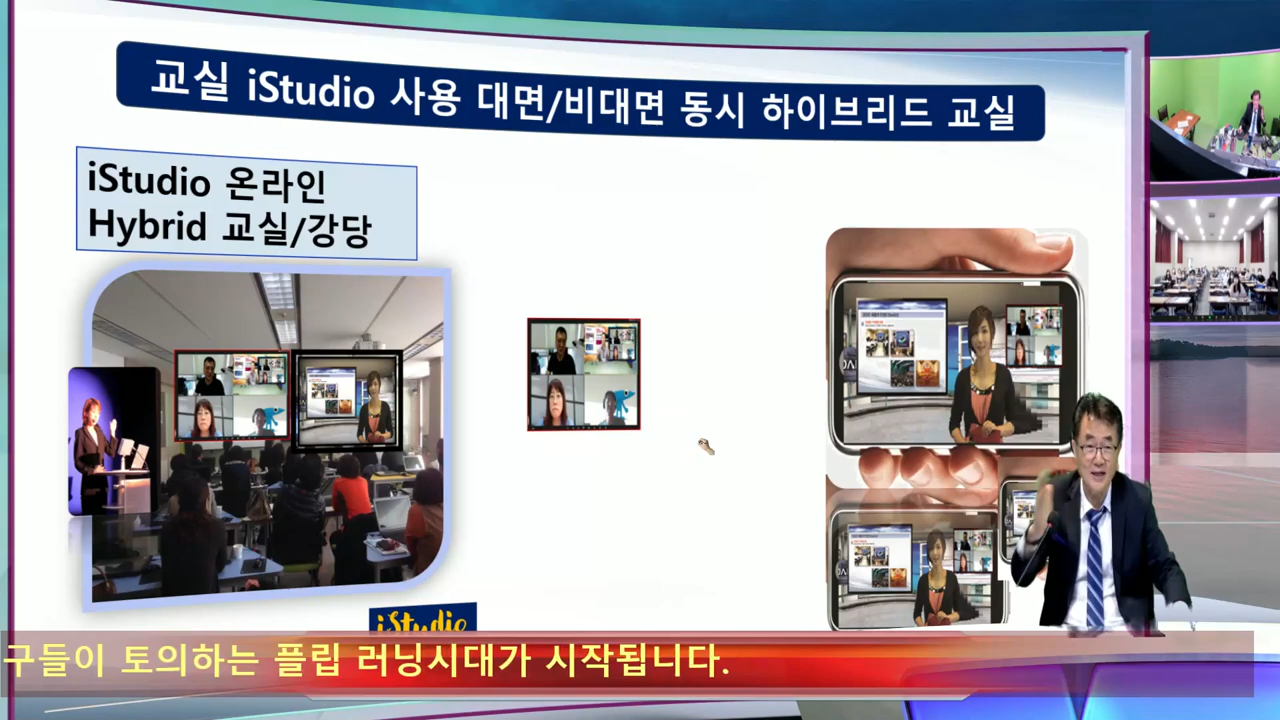 교실 iStudio 사용 대면/비대면 동시 하이브리드 교실
iStudio 온라인
Hybrid 교실/강당
iStudio
구들이 토의하는 플립 러닝시대가 시작됩니다.